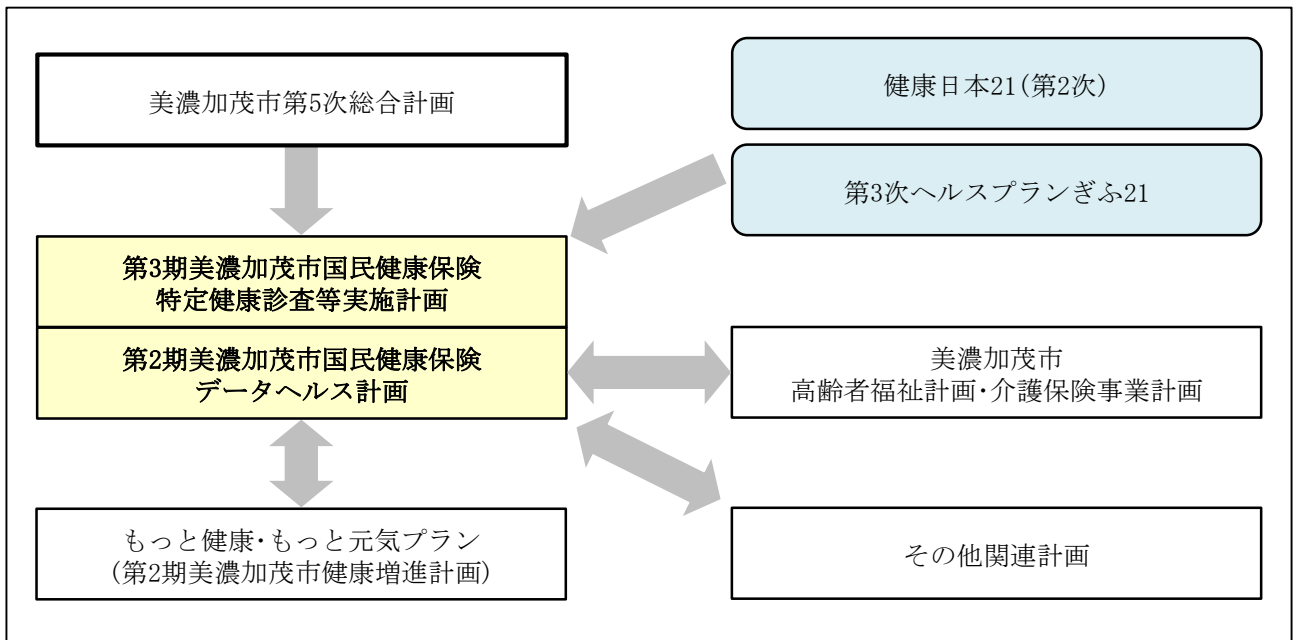 美濃加茂市第5次総合計画
健康日本21(第2次)
第3次ヘルスプランぎふ21
第3期美濃加茂市国民健康保険
特定健康診査等実施計画
第2期美濃加茂市国民健康保険
データヘルス計画
美濃加茂市
高齢者福祉計画・介護保険事業計画
もっと健康・もっと元気プラン
(第2期美濃加茂市健康増進計画)
その他関連計画